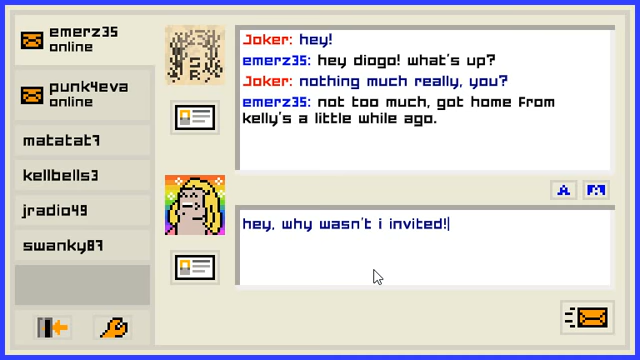 emerz35
online
punk4eva
online
matatat7
kellbells3
jradio49
swanky87
S
R
Joker: hey!
emerz35: hey diogo! what's up?
Joker: nothing much really, you?
emerz35: not too much, got home from
kelly's a little while ago.
A
hey, why wasn't i invited!